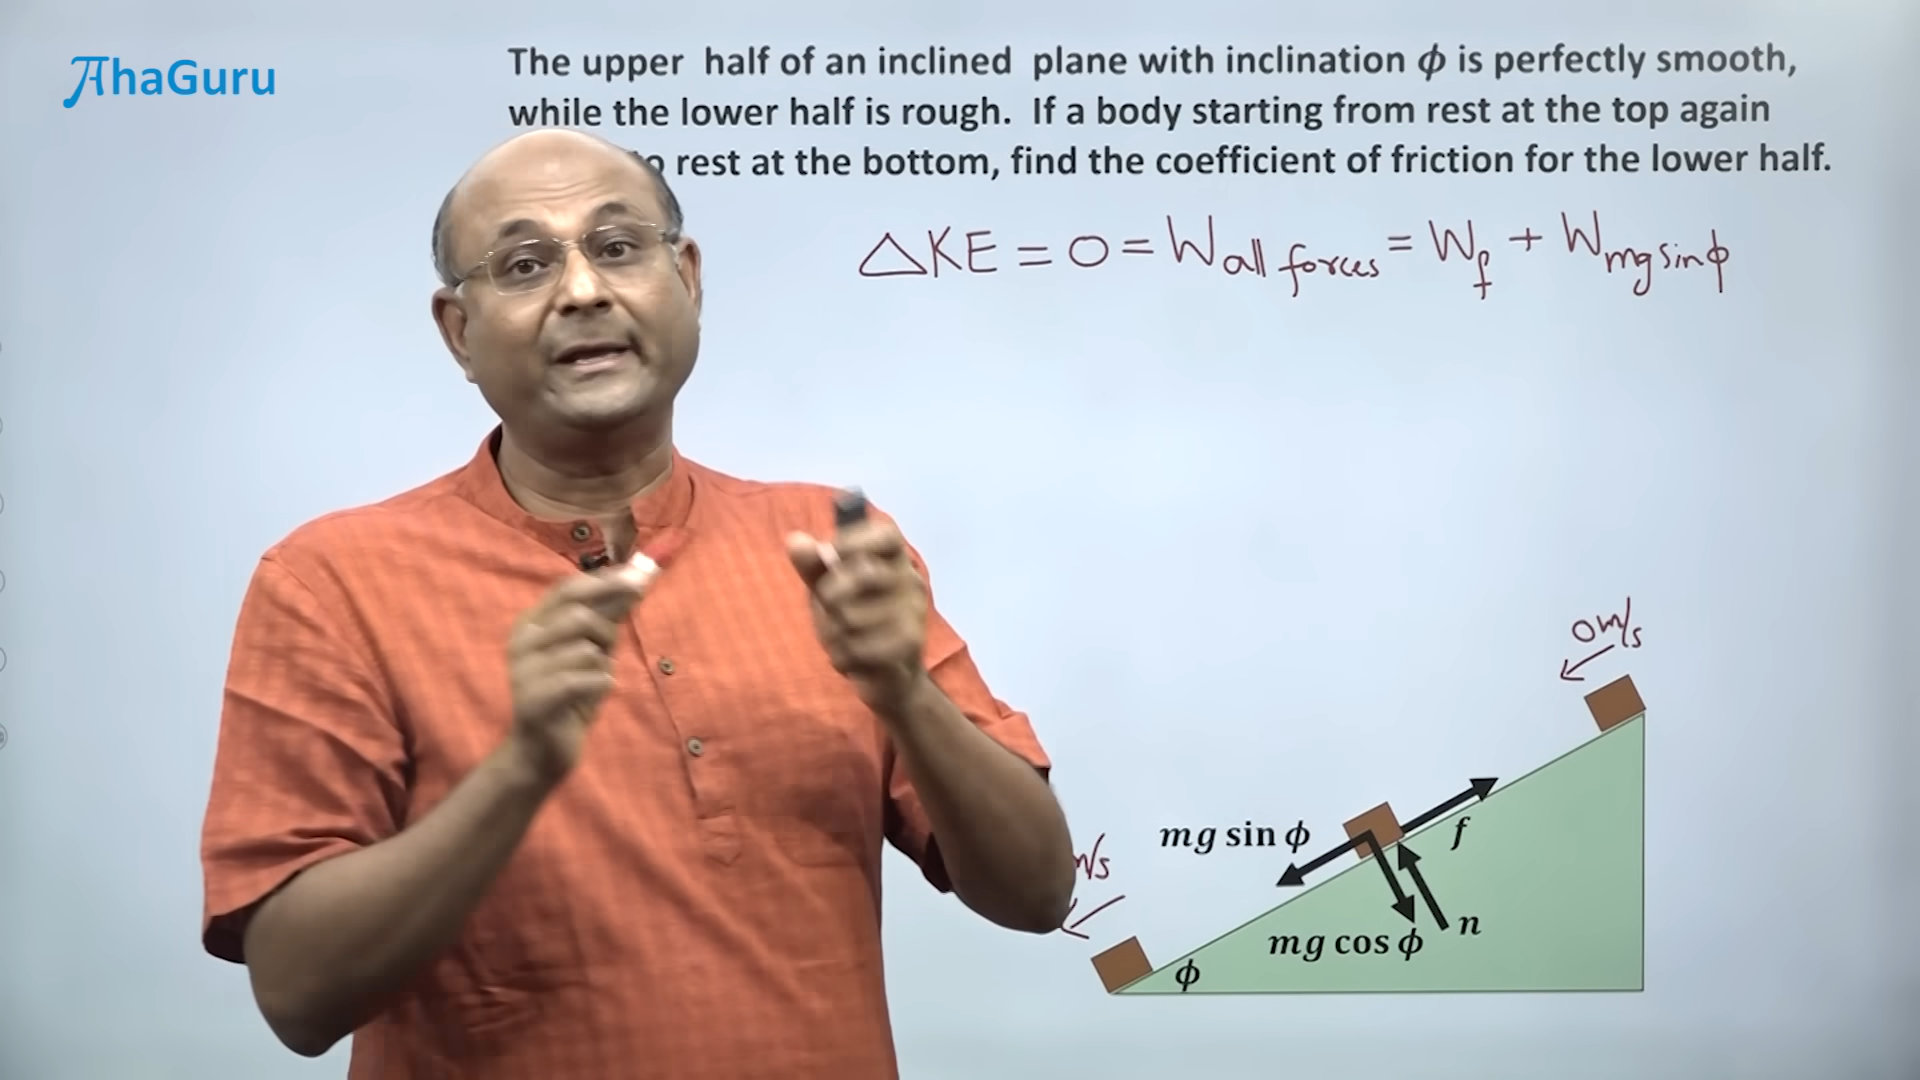 AhaGuru
The upper half of an inclined plane with inclination ϕ is perfectly smooth,
while the lower half is rough. If a body starting from rest at the top again
rest at the bottom, find the coefficient of friction for the lower half.
ΔKE = 0 = W all forces = W_f + W_mg sin ϕ
0 m/s
mg sin ϕ
f
m/s
n
mg cos ϕ
ϕ